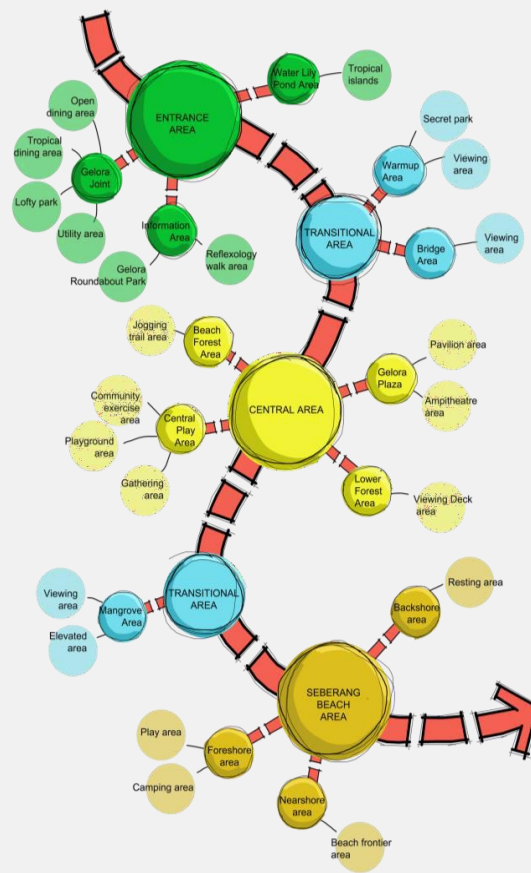 Water Lily
Pond Area
Tropical
islands
ENTRANCE
AREA
Open
dining area
Tropical
dining area
Gelora
Joint
Lofty park
Utility area
Information
Area
Gelora
Roundabout Park
Reflexology
walk area
Secret park
Warmup
Area
Viewing
area
TRANSITIONAL
AREA
Bridge
Area
Viewing
area
Jogging
trail area
Beach
Forest
Area
Pavilion area
Gelora
Plaza
Ampitheatre
area
CENTRAL AREA
Community
exercise area
Central
Play
Area
Playground
area
Gathering
area
Lower
Forest
Area
Viewing Deck
area
TRANSITIONAL
AREA
Viewing
area
Mangrove
Area
Elevated
area
Resting area
Backshore
area
SEBERANG
BEACH
AREA
Play area
Foreshore
area
Camping area
Nearshore
area
Beach frontier
area